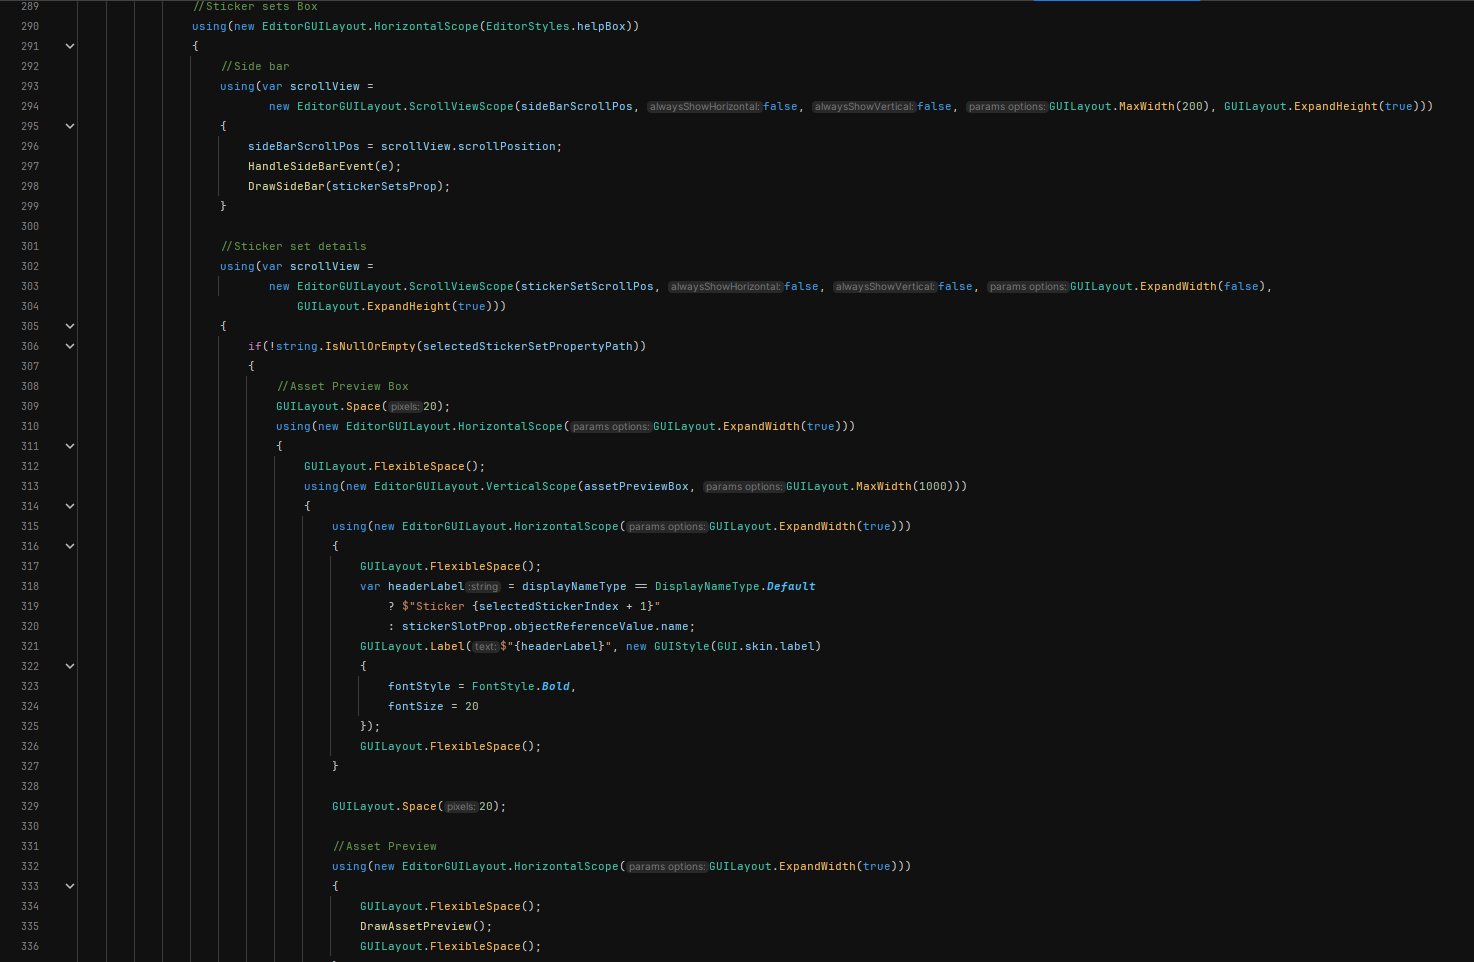 289 //Sticker sets Box
290 using(new EditorGUILayout.HorizontalScope(EditorStyles.helpBox))
291 {
292 //Side bar
293 using(var scrollView =
294 new EditorGUILayout.ScrollViewScope(sideBarScrollPos, alwaysShowHorizontal: false, alwaysShowVertical: false, params options: GUILayout.MaxWidth(200), GUILayout.ExpandHeight(true)))
295 {
296 sideBarScrollPos = scrollView.scrollPosition;
297 HandleSideBarEvent(e);
298 DrawSideBar(stickerSetsProp);
299 }
300
301 //Sticker set details
302 using(var scrollView =
303 new EditorGUILayout.ScrollViewScope(stickerSetScrollPos, alwaysShowHorizontal: false, alwaysShowVertical: false, params options: GUILayout.ExpandWidth(false),
304 GUILayout.ExpandHeight(true)))
305 {
306 if(!string.IsNullOrEmpty(selectedStickerSetPropertyPath))
307 {
308 //Asset Preview Box
309 GUILayout.Space(pixels: 20);
310 using(new EditorGUILayout.HorizontalScope(params options: GUILayout.ExpandWidth(true)))
311 {
312 GUILayout.FlexibleSpace();
313 using(new EditorGUILayout.VerticalScope(assetPreviewBox, params options: GUILayout.MaxWidth(1000)))
314 {
315 using(new EditorGUILayout.HorizontalScope(params options: GUILayout.ExpandWidth(true)))
316 {
317 GUILayout.FlexibleSpace();
318 var headerLabel :string = displayNameType == DisplayNameType.Default
319 ? $"Sticker {selectedStickerIndex + 1}"
320 : stickerSlotProp.objectReferenceValue.name;
321 GUILayout.Label(text: $"{headerLabel}", new GUIStyle(GUI.skin.label)
322 {
323 fontStyle = FontStyle.Bold,
324 fontSize = 20
325 });
326 GUILayout.FlexibleSpace();
327 }
328
329 GUILayout.Space(pixels: 20);
330
331 //Asset Preview
332 using(new EditorGUILayout.HorizontalScope(params options: GUILayout.ExpandWidth(true)))
333 {
334 GUILayout.FlexibleSpace();
335 DrawAssetPreview();
336 GUILayout.FlexibleSpace();